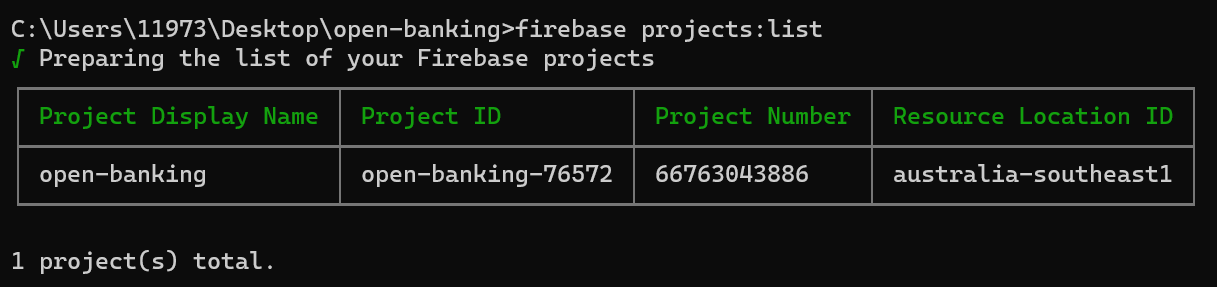 C:\Users\11973\Desktop\open-banking>firebase projects:list
√ Preparing the list of your Firebase projects
Project Display Name Project ID Project Number Resource Location ID
open-banking open-banking-76572 66763043886 australia-southeast1
1 project(s) total.